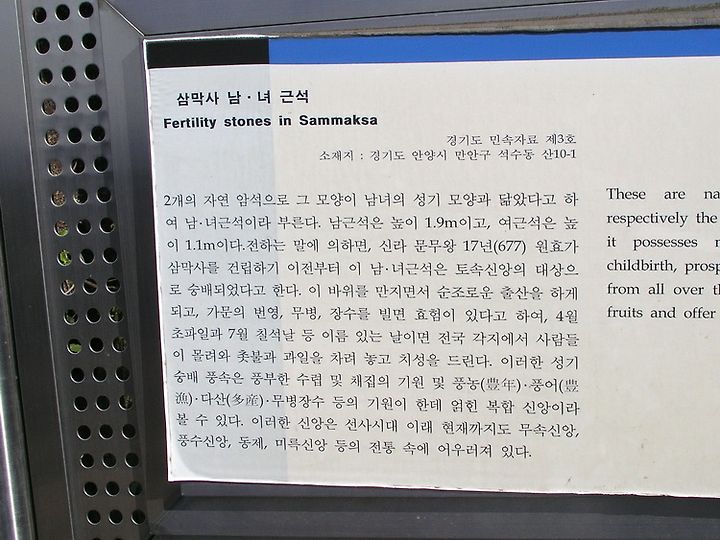 삼막사 남·녀 근석
Fertility stones in Sammaksa
경기도 민속자료 제3호
소재지 : 경기도 안양시 만안구 석수동 산10-1
2개의 자연 암석으로 그 모양이 남녀의 성기 모양과 닮았다고 하
여 남·녀근석이라 부른다. 남근석은 높이 1.9m이고, 여근석은 높
이 1.1m이다.전하는 말에 의하면, 신라 문무왕 17년(677) 원효가
삼막사를 건립하기 이전부터 이 남·녀근석은 토속신앙의 대상으
로 숭배되었다고 한다. 이 바위를 만지면서 순조로운 출산을 하게
되고, 가문의 번영, 무병, 장수를 빌면 효험이 있다고 하여, 4월
초파일과 7월 칠석날 등 이름 있는 날이면 전국 각지에서 사람들
이 몰려와 촛불과 과일을 차려 놓고 치성을 드린다. 이러한 성기
숭배 풍속은 풍부한 수렵 및 채집의 기원 및 풍농(豊年)·풍어(豊
漁)·다산(多産)·무병장수 등의 기원이 한데 얽힌 복합 신앙이라
볼 수 있다. 이러한 신앙은 선사시대 이래 현재까지도 무속신앙,
풍수신앙, 동제, 미륵신앙 등의 전통 속에 어우러져 있다.
These are na
respectively the
it possesses
childbirth, prosp
from all over th
fruits and offer